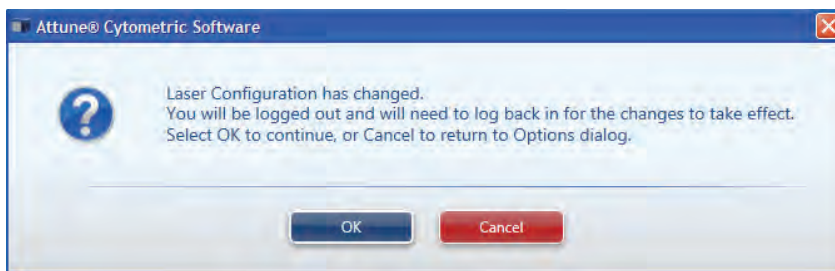 Attune® Cytometric Software
Laser Configuration has changed.
You will be logged out and will need to log back in for the changes to take effect.
Select OK to continue, or Cancel to return to Options dialog.
OK
Cancel